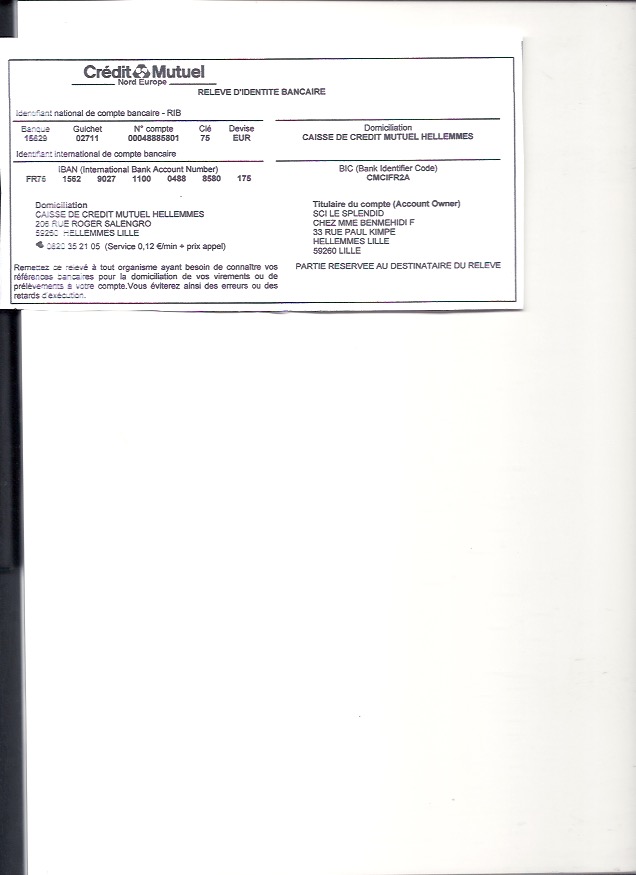 Crédit Mutuel
Nord Europe
RELEVE D'IDENTITE BANCAIRE
Identifiant national de compte bancaire - RIB
Banque Guichet N° compte Clé Devise Domiciliation
15629 02711 00048885801 75 EUR CAISSE DE CREDIT MUTUEL HELLEMMES
Identifiant international de compte bancaire
IBAN (International Bank Account Number) BIC (Bank Identifier Code)
FR76 1562 9027 1100 0488 8580 175 CMCIFR2A
Domiciliation
CAISSE DE CREDIT MUTUEL HELLEMMES
206 RUE ROGER SALENGRO
59260 HELLEMMES LILLE
0820 35 21 05 (Service 0,12 €/min + prix appel)
Titulaire du compte (Account Owner)
SCI LE SPLENDID
CHEZ MME BENMEHIDI F
33 RUE PAUL KIMPE
HELLEMMES LILLE
59260 LILLE
Remettez ce relevé à tout organisme ayant besoin de connaître vos
références bancaires pour la domiciliation de vos virements ou de
prélèvements à votre compte.Vous éviterez ainsi des erreurs ou des
retards d'exécution.
PARTIE RESERVEE AU DESTINATAIRE DU RELEVE